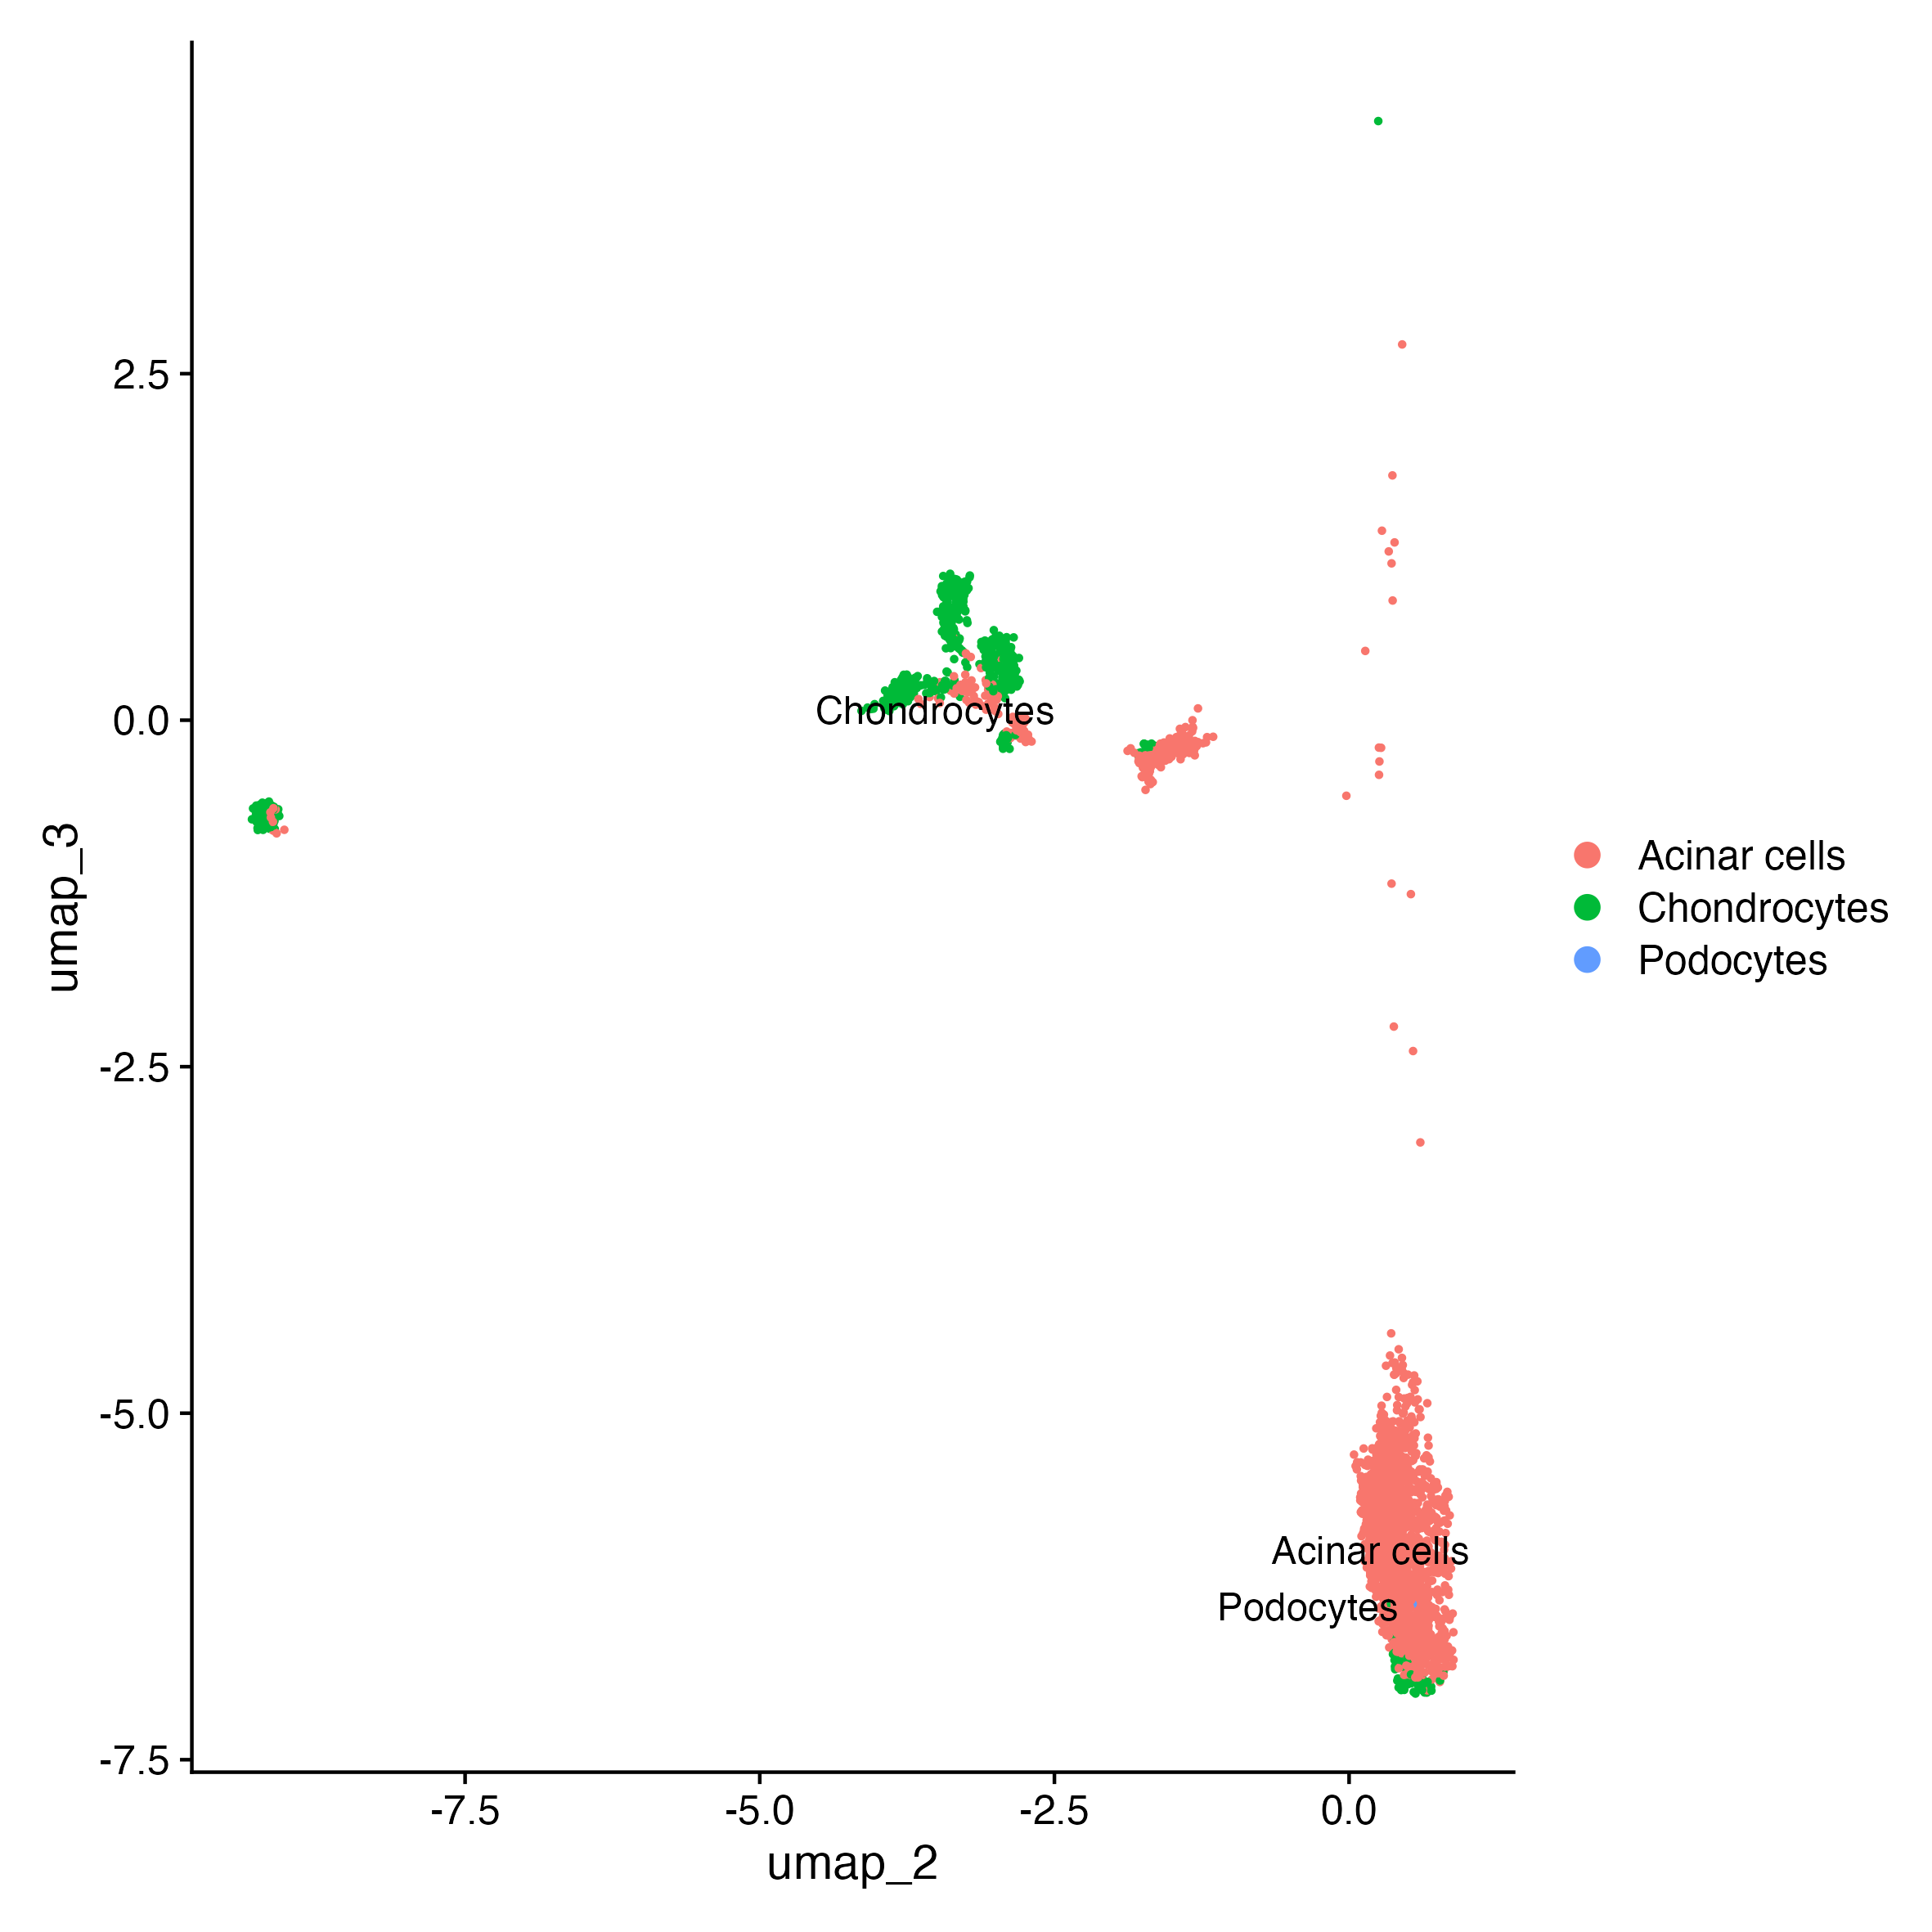 2.5
0.0
-2.5
-5.0
-7.5
umap_3
-7.5
-5.0
-2.5
0.0
umap_2
Chondrocytes
Acinar cells
Podocytes
Acinar cells
Chondrocytes
Podocytes